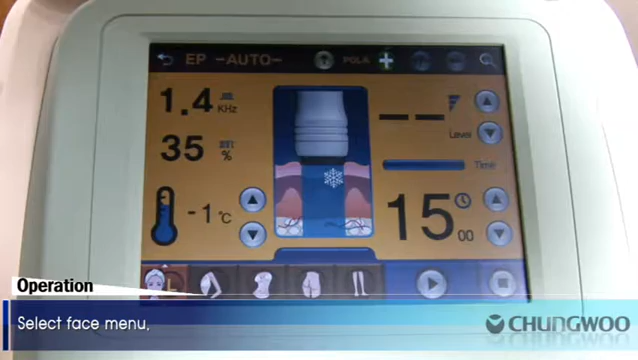 EP -AUTO-
POLA
1.4
KHz
35
%
-1 °C
Level
Time
15
00
Operation
Select face menu,
CHUNGWOO